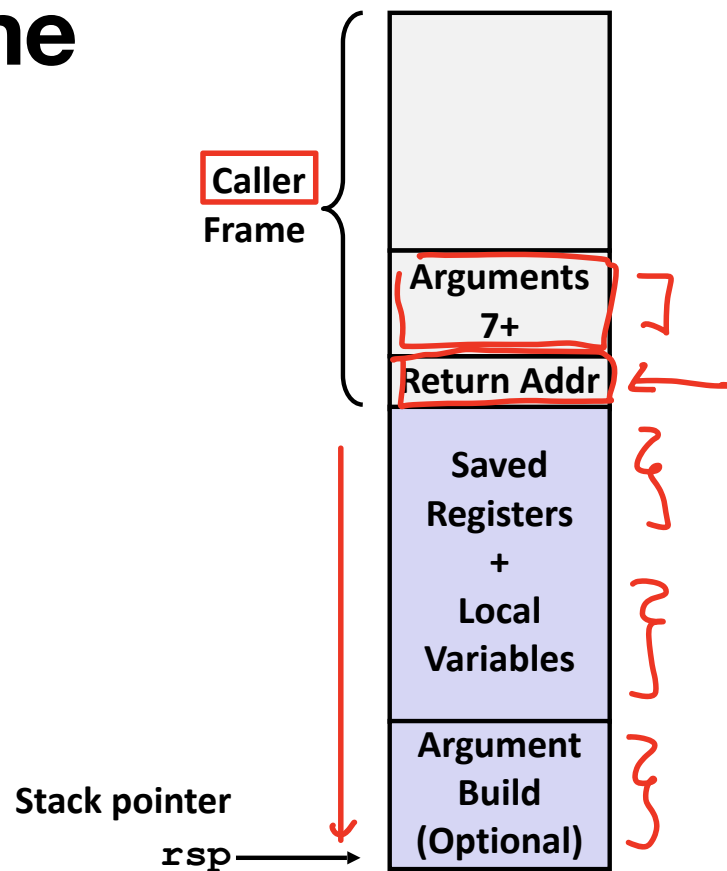 ne
Caller
Frame
Arguments
7+
Return Addr
Saved
Registers
+
Local
Variables
Argument
Build
(Optional)
Stack pointer
rsp